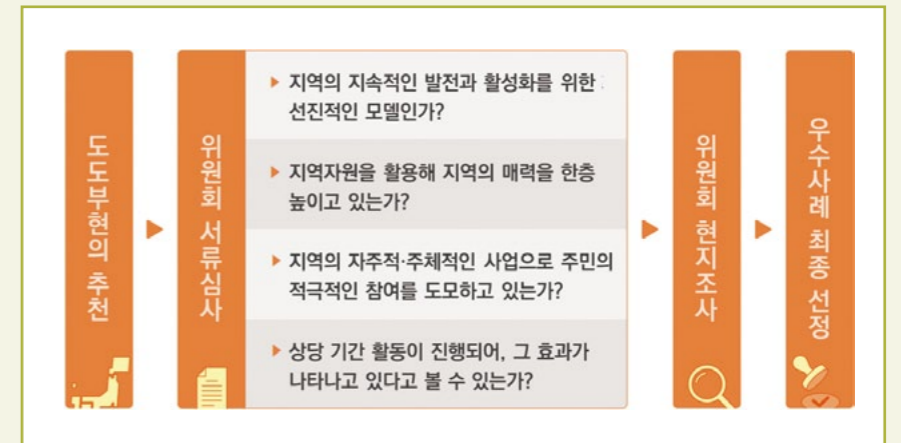 도도부현의 추천
위원회 서류심사
▶ 지역의 지속적인 발전과 활성화를 위한
선진적인 모델인가?
▶ 지역자원을 활용해 지역의 매력을 한층
높이고 있는가?
▶ 지역의 자주적·주체적인 사업으로 주민의
적극적인 참여를 도모하고 있는가?
▶ 상당 기간 활동이 진행되어, 그 효과가
나타나고 있다고 볼 수 있는가?
위원회 현지조사
우수사례 최종 선정